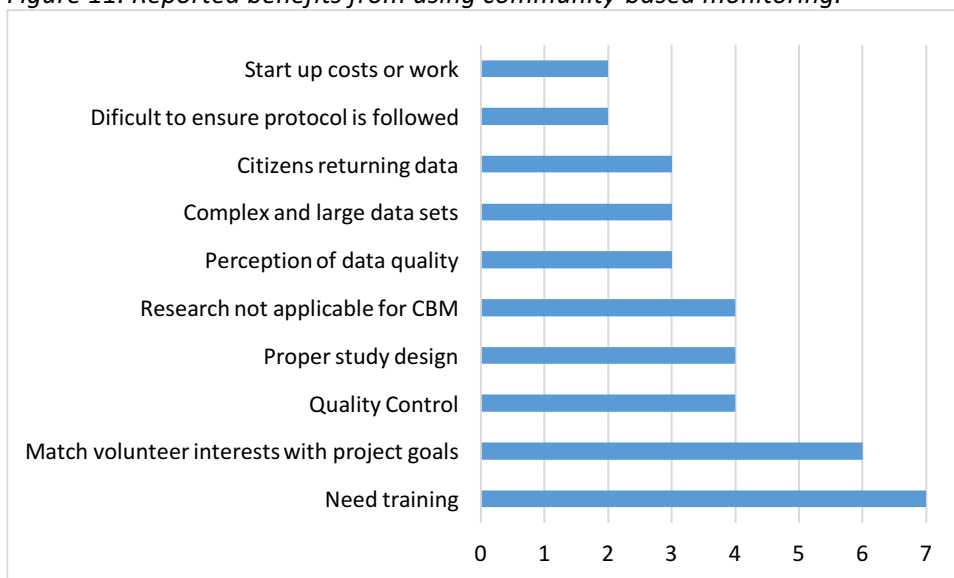 Figure 11. Reported benefits from using community-based monitoring.
Start up costs or work
Dificult to ensure protocol is followed
Citizens returning data
Complex and large data sets
Perception of data quality
Research not applicable for CBM
Proper study design
Quality Control
Match volunteer interests with project goals
Need training
0 1 2 3 4 5 6 7